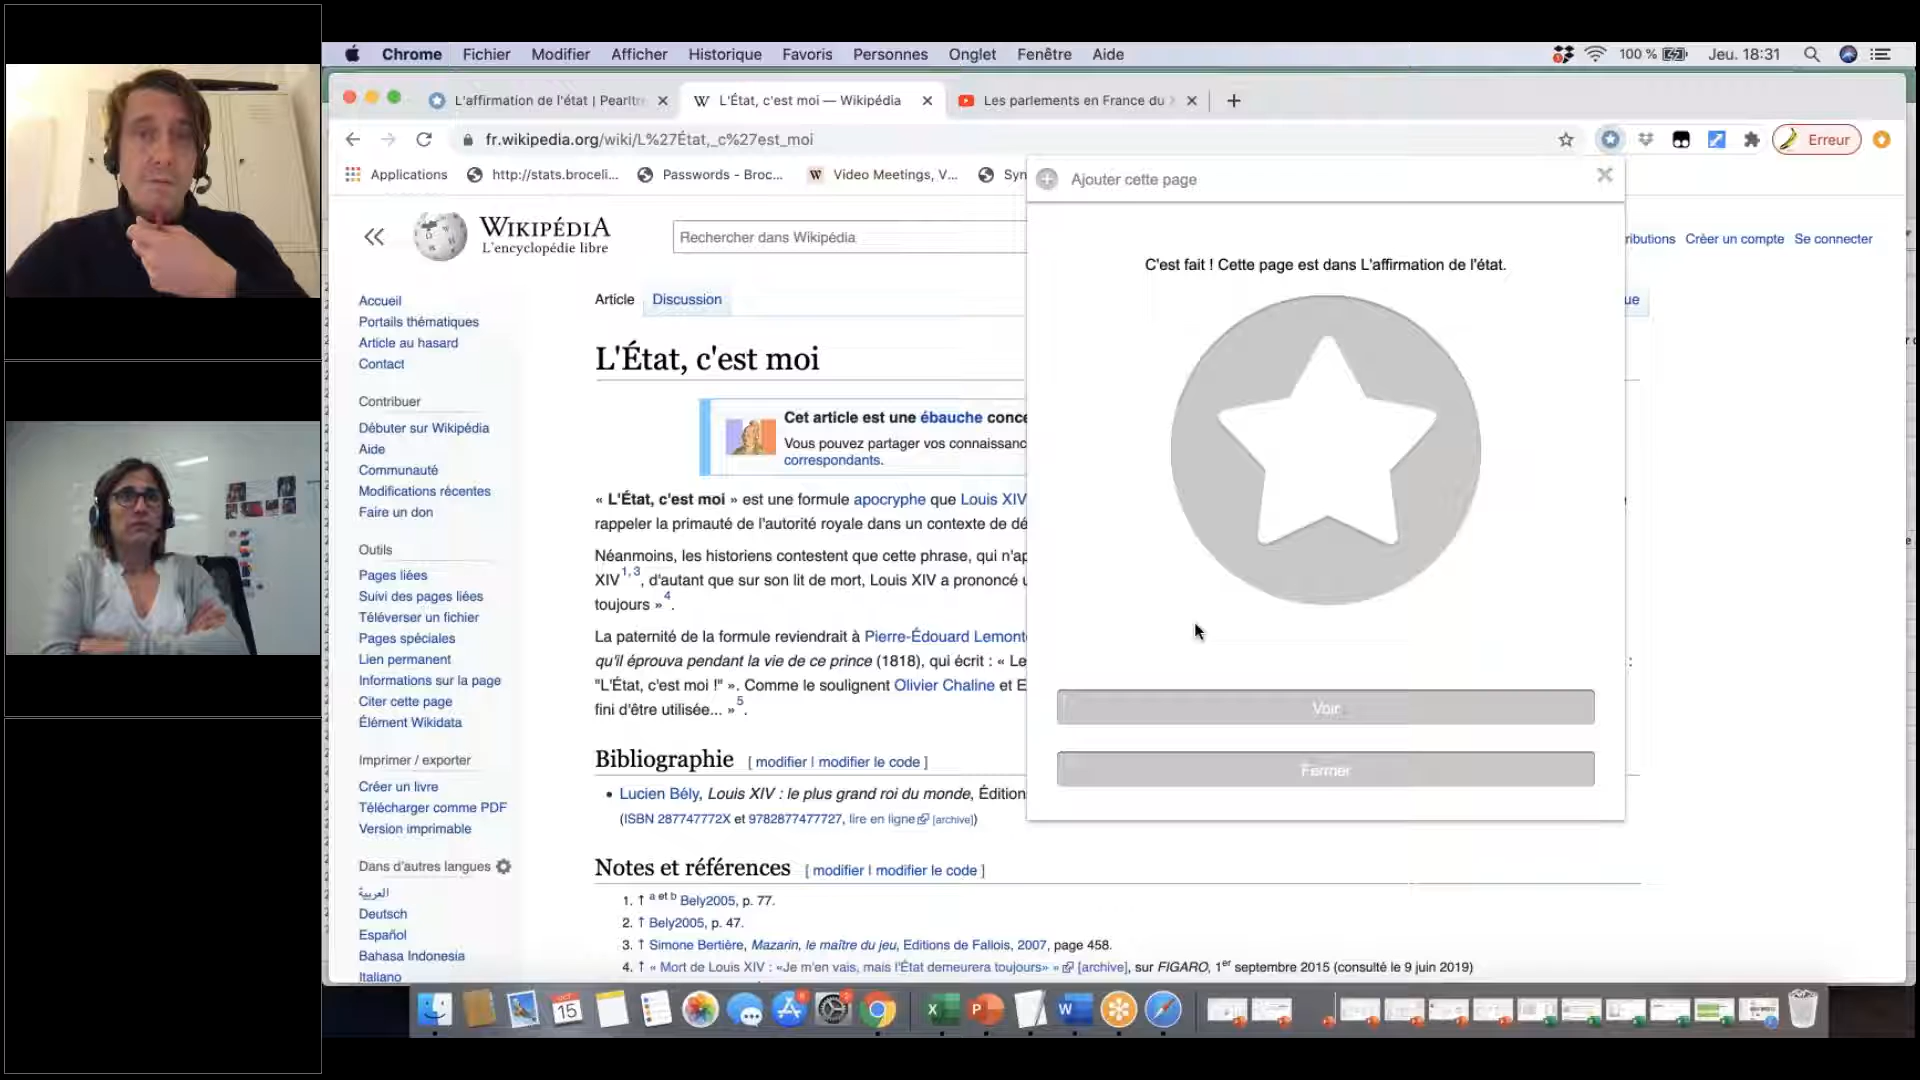 Chrome Fichier Modifier Afficher Historique Favoris Personnes Onglet Fenêtre Aide 100 % Jeu. 18:31
L'affirmation de l'état | Pearltre
L'État, c'est moi — Wikipédia
Les parlements en France du
fr.wikipedia.org/wiki/L%27État,_c%27est_moi
Erreur
Applications http://stats.broceli... Passwords - Broc... Video Meetings, V... Syn
Ajouter cette page
C'est fait ! Cette page est dans L'affirmation de l'état.
Voir
Fermer
WIKIPÉDIA
L'encyclopédie libre
Rechercher dans Wikipédia
ributions Créer un compte Se connecter
Accueil
Portails thématiques
Article au hasard
Contact
Contribuer
Débuter sur Wikipédia
Aide
Communauté
Modifications récentes
Faire un don
Outils
Pages liées
Suivi des pages liées
Téléverser un fichier
Pages spéciales
Lien permanent
Informations sur la page
Citer cette page
Élément Wikidata
Imprimer / exporter
Créer un livre
Télécharger comme PDF
Version imprimable
Dans d'autres langues
العربية
Deutsch
Español
Bahasa Indonesia
Italiano
Article Discussion
ue
L'État, c'est moi
Cet article est une ébauche conce
Vous pouvez partager vos connaissanc
correspondants.
« L'État, c'est moi » est une formule apocryphe que Louis XIV
rappeler la primauté de l'autorité royale dans un contexte de dé
Néanmoins, les historiens contestent que cette phrase, qui n'ap
XIV1, 3, d'autant que sur son lit de mort, Louis XIV a prononcé u
toujours »4.
La paternité de la formule reviendrait à Pierre-Édouard Lemont
qu'il éprouva pendant la vie de ce prince (1818), qui écrit : « Le
"L'État, c'est moi !" ». Comme le soulignent Olivier Chaline et E
fini d'être utilisée... »5.
Bibliographie [ modifier | modifier le code ]
• Lucien Bély, Louis XIV : le plus grand roi du monde, Édition
(ISBN 287747772X et 9782877477727, lire en ligne [archive])
Notes et références [ modifier | modifier le code ]
1. ↑ a et b Bely2005, p. 77.
2. ↑ Bely2005, p. 47.
3. ↑ Simone Bertière, Mazarin, le maître du jeu, Editions de Fallois, 2007, page 458.
4. ↑ « Mort de Louis XIV : «Je m'en vais, mais l'État demeurera toujours» » [archive], sur FIGARO, 1er septembre 2015 (consulté le 9 juin 2019)
OCT
15